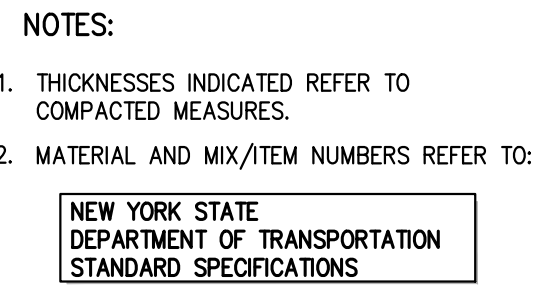 NOTES:
1. THICKNESSES INDICATED REFER TO
COMPACTED MEASURES.
2. MATERIAL AND MIX/ITEM NUMBERS REFER TO:
NEW YORK STATE
DEPARTMENT OF TRANSPORTATION
STANDARD SPECIFICATIONS